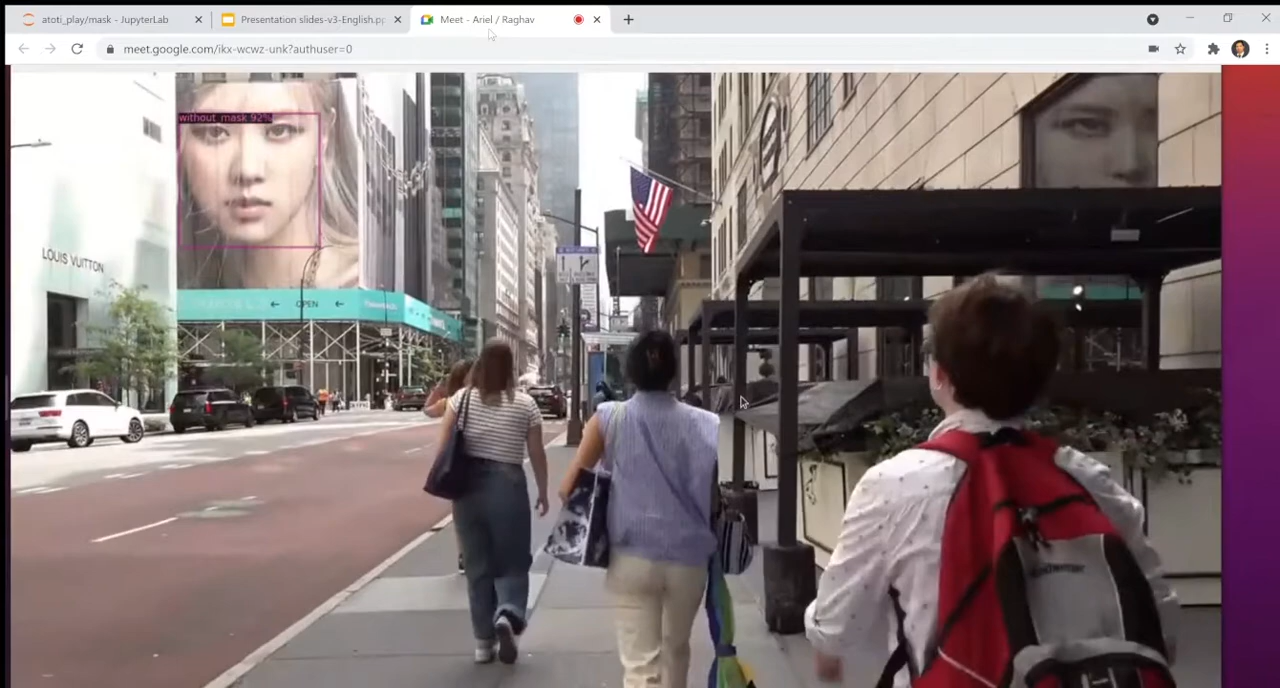 atoti_play/mask - JupyterLab
Presentation slides-v3-English.pp
Meet - Ariel / Raghav
meet.google.com/ikx-wcwz-unk?authuser=0
without_mask 92%
LOUIS VUITTON
← OPEN ←